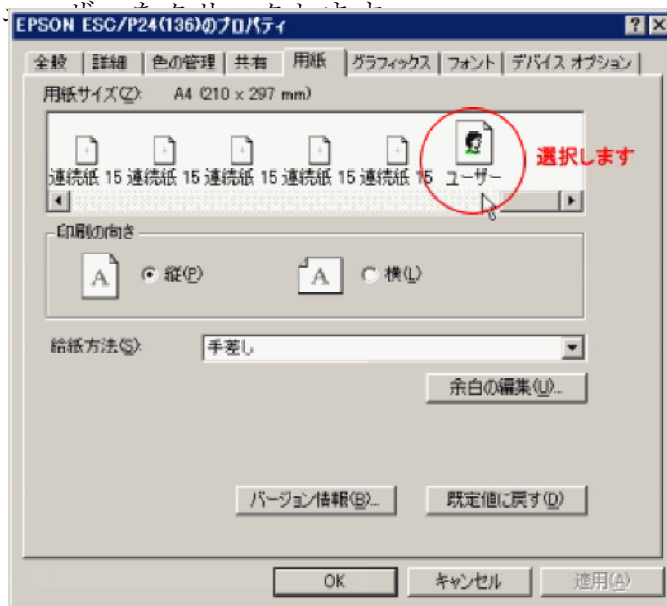 EPSON ESC/P24(136)のプロパティ
全般 詳細 色の管理 共有 用紙 グラフィックス フォント デバイス オプション
用紙サイズ(Z): A4 (210 x 297 mm)
連続紙 15 連続紙 15 連続紙 15 連続紙 15 連続紙 15 ユーザー
選択します
印刷の向き
A 縦(P) A 横(L)
給紙方法(S): 手差し
余白の編集(U)...
バージョン情報(B)... 既定値に戻す(D)
OK キャンセル 適用(A)